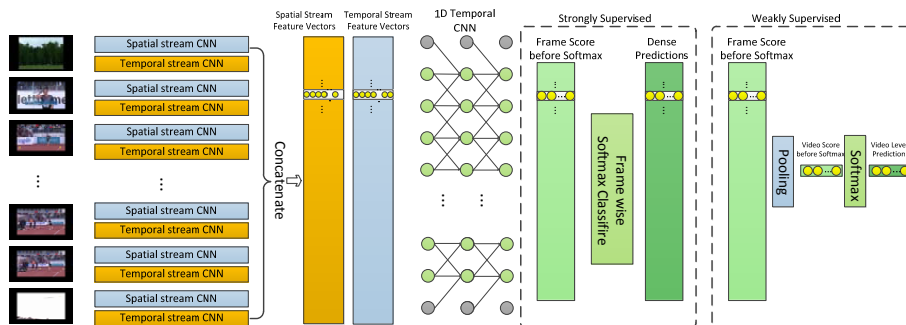 Spatial stream CNN
Temporal stream CNN
Spatial stream CNN
Temporal stream CNN
Spatial stream CNN
Temporal stream CNN
...
...
Spatial stream CNN
Temporal stream CNN
Spatial stream CNN
Temporal stream CNN
Spatial stream CNN
Temporal stream CNN
Concatenate
Spatial Stream
Feature Vectors
...
...
Temporal Stream
Feature Vectors
...
...
1D Temporal
CNN
...
...
Strongly Supervised
Frame Score
before Softmax
...
...
...
Frame wise
Softmax Classifire
Dense
Predictions
...
...
...
Weakly Supervised
Frame Score
before Softmax
...
...
...
Pooling
Video Score
before Softmax
...
Softmax
Video Level
Prediction
...